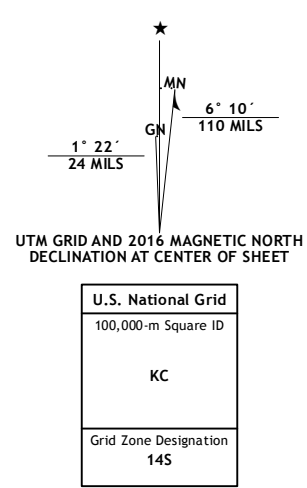 MN
6° 10´
110 MILS
GN
1° 22´
24 MILS
UTM GRID AND 2016 MAGNETIC NORTH
DECLINATION AT CENTER OF SHEET
U.S. National Grid
100,000-m Square ID
KC
Grid Zone Designation
14S